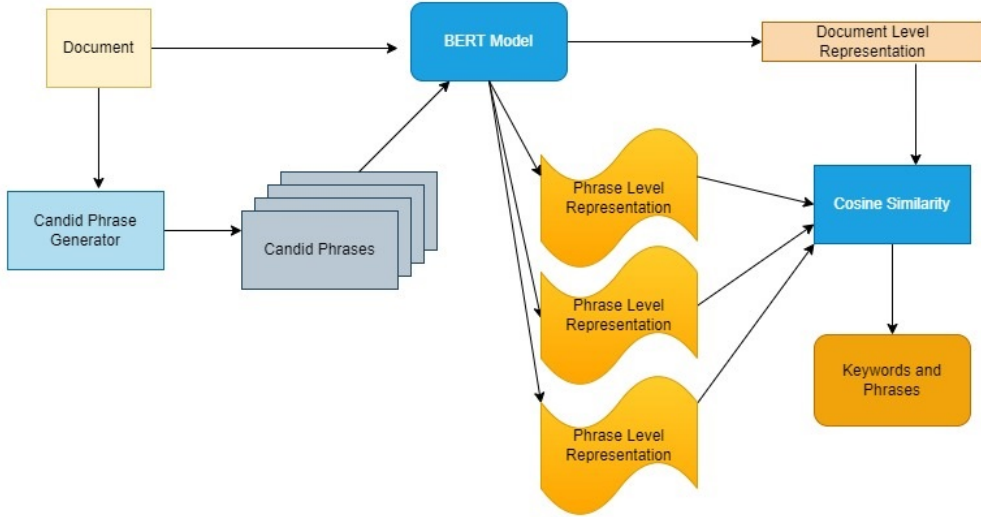 Document
BERT Model
Document Level
Representation
Candid Phrase
Generator
Candid Phrases
Phrase Level
Representation
Phrase Level
Representation
Phrase Level
Representation
Cosine Similarity
Keywords and
Phrases